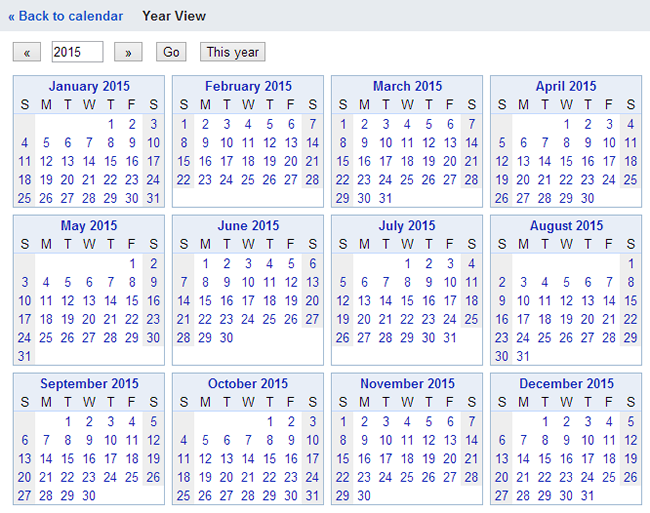 « Back to calendar Year View
« 2015 » Go This year
January 2015
S M T W T F S
1 2 3
4 5 6 7 8 9 10
11 12 13 14 15 16 17
18 19 20 21 22 23 24
25 26 27 28 29 30 31
February 2015
S M T W T F S
1 2 3 4 5 6 7
8 9 10 11 12 13 14
15 16 17 18 19 20 21
22 23 24 25 26 27 28
March 2015
S M T W T F S
1 2 3 4 5 6 7
8 9 10 11 12 13 14
15 16 17 18 19 20 21
22 23 24 25 26 27 28
29 30 31
April 2015
S M T W T F S
1 2 3 4
5 6 7 8 9 10 11
12 13 14 15 16 17 18
19 20 21 22 23 24 25
26 27 28 29 30
May 2015
S M T W T F S
1 2
3 4 5 6 7 8 9
10 11 12 13 14 15 16
17 18 19 20 21 22 23
24 25 26 27 28 29 30
31
June 2015
S M T W T F S
1 2 3 4 5 6
7 8 9 10 11 12 13
14 15 16 17 18 19 20
21 22 23 24 25 26 27
28 29 30
July 2015
S M T W T F S
1 2 3 4
5 6 7 8 9 10 11
12 13 14 15 16 17 18
19 20 21 22 23 24 25
26 27 28 29 30 31
August 2015
S M T W T F S
1
2 3 4 5 6 7 8
9 10 11 12 13 14 15
16 17 18 19 20 21 22
23 24 25 26 27 28 29
30 31
September 2015
S M T W T F S
1 2 3 4 5
6 7 8 9 10 11 12
13 14 15 16 17 18 19
20 21 22 23 24 25 26
27 28 29 30
October 2015
S M T W T F S
1 2 3
4 5 6 7 8 9 10
11 12 13 14 15 16 17
18 19 20 21 22 23 24
25 26 27 28 29 30 31
November 2015
S M T W T F S
1 2 3 4 5 6 7
8 9 10 11 12 13 14
15 16 17 18 19 20 21
22 23 24 25 26 27 28
29 30
December 2015
S M T W T F S
1 2 3 4 5
6 7 8 9 10 11 12
13 14 15 16 17 18 19
20 21 22 23 24 25 26
27 28 29 30 31